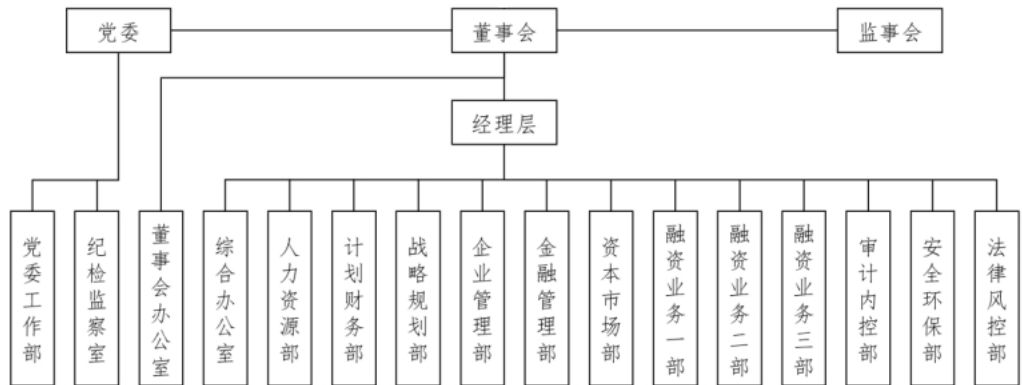 党委
董事会
监事会
经理层
党委工作部
纪检监察室
董事会办公室
综合办公室
人力资源部
计划财务部
战略规划部
企业管理部
金融管理部
资本市场部
融资业务一部
融资业务二部
融资业务三部
审计内控部
安全环保部
法律风控部